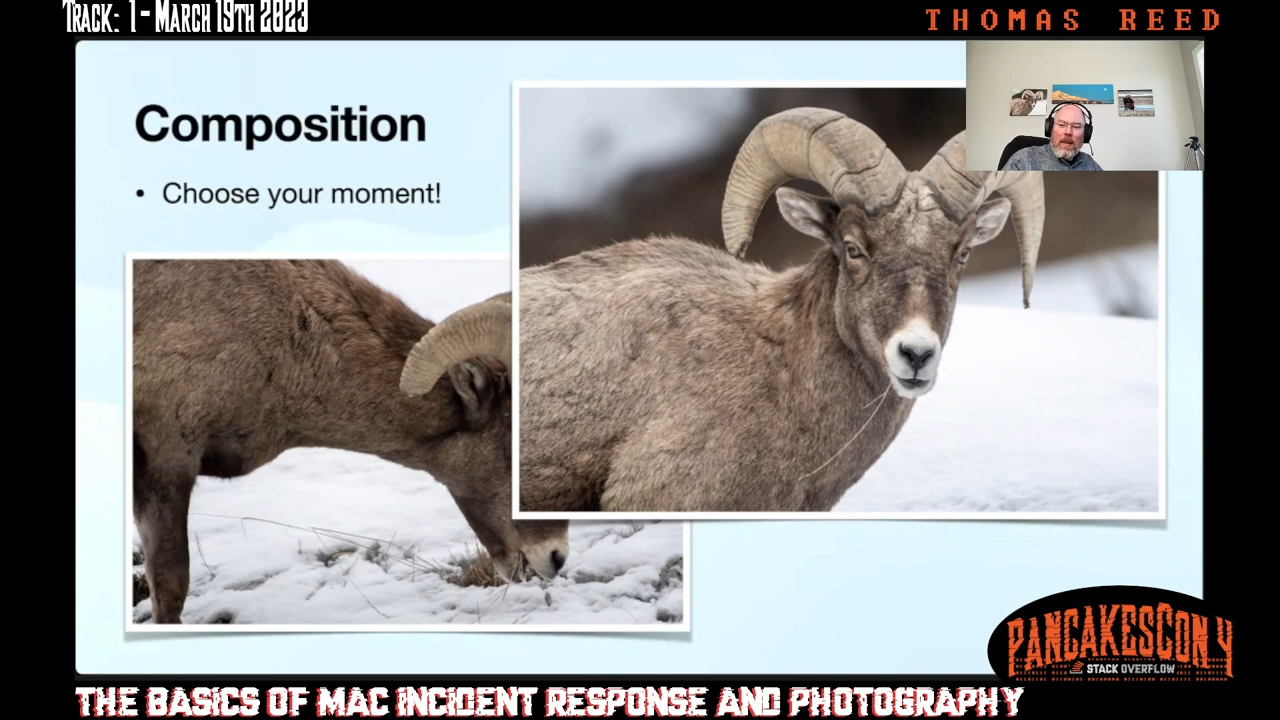 TRACK: 1 - MARCH 19TH 2023
THOMAS REED
Composition
• Choose your moment!
PANCAKESCON 4
STACK OVERFLOW
THE BASICS OF MAC INCIDENT RESPONSE AND PHOTOGRAPHY